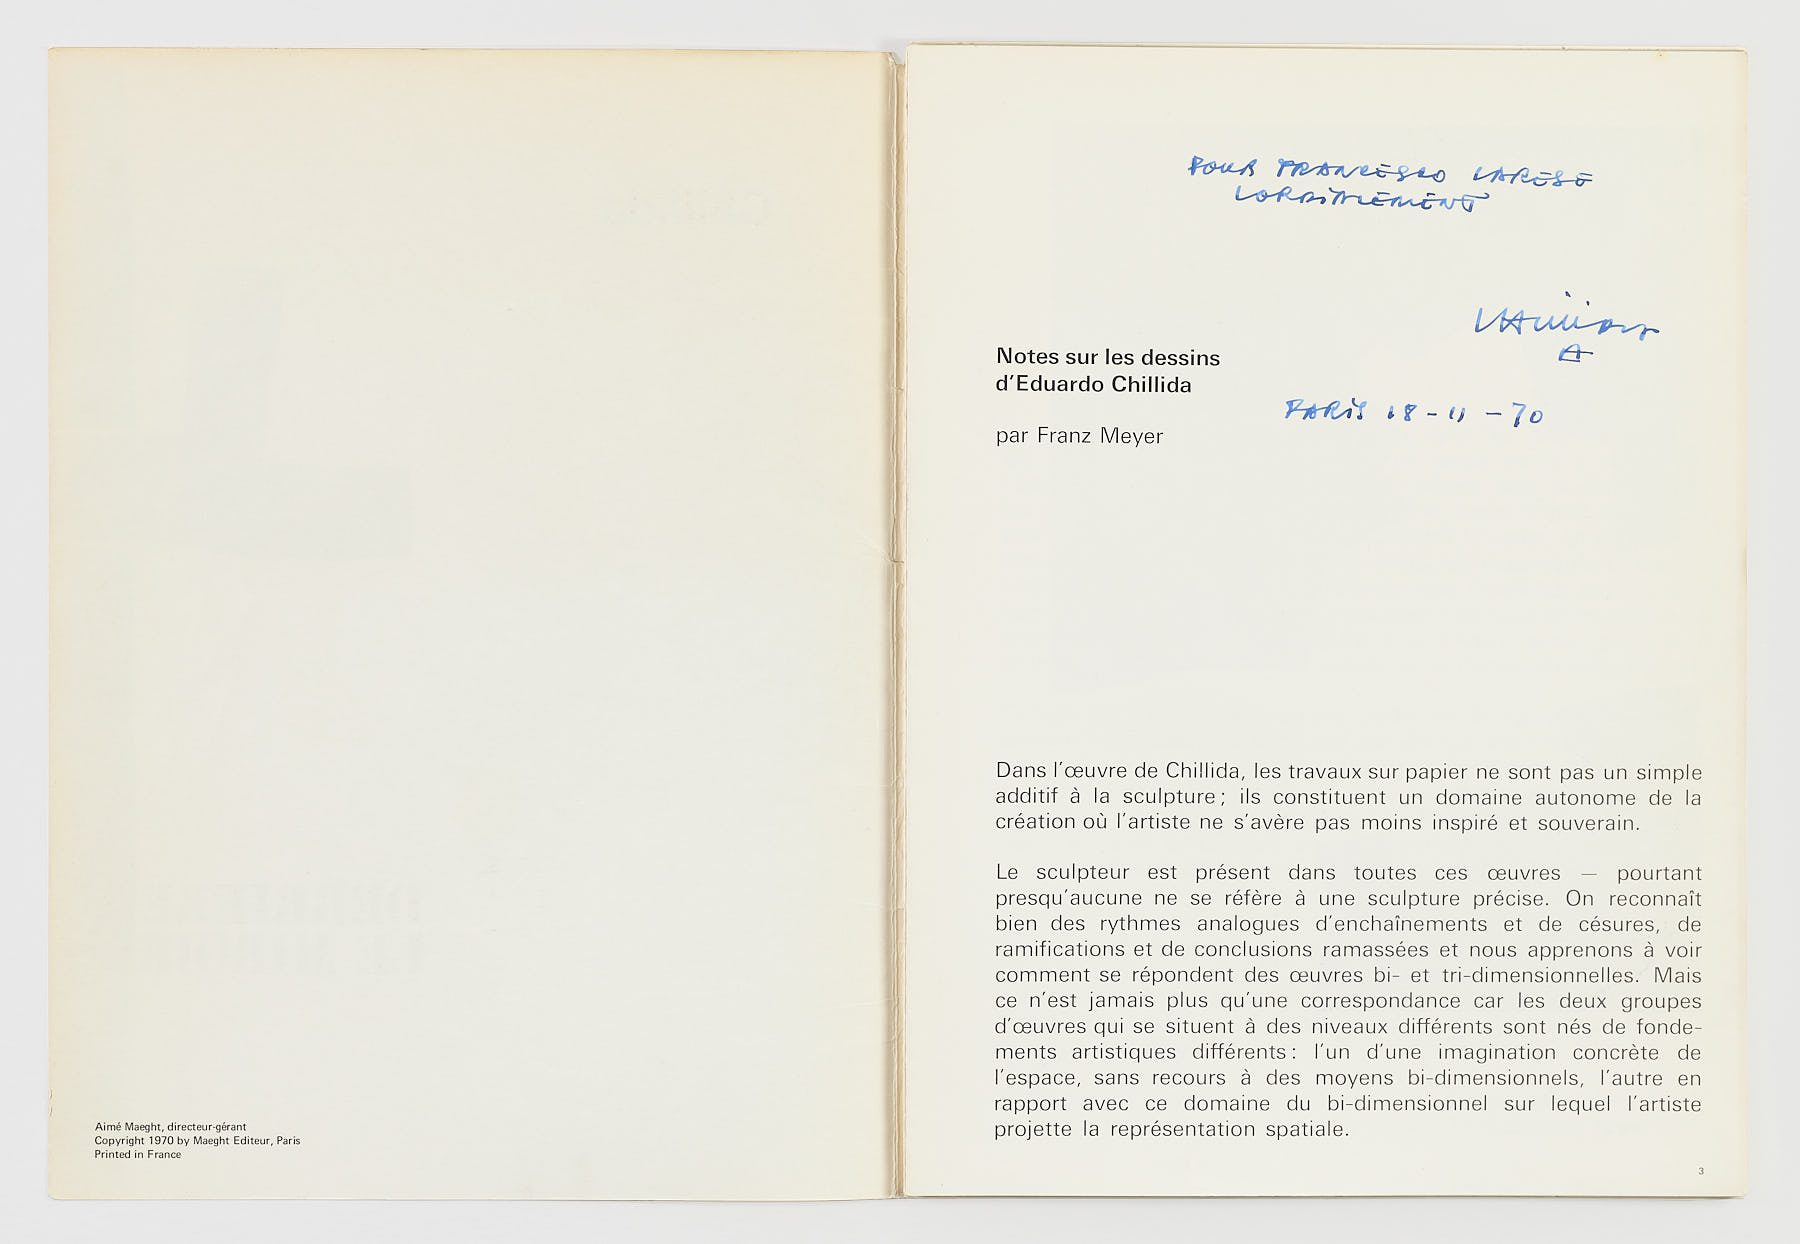 Aimé Maeght, directeur-gérant
Copyright 1970 by Maeght Editeur, Paris
Printed in France
POUR FRANCESCO
CORDIALEMENT
Chillida
PARIS 18-11-70
Notes sur les dessins
d'Eduardo Chillida
par Franz Meyer
Dans l'œuvre de Chillida, les travaux sur papier ne sont pas un simple
additif à la sculpture; ils constituent un domaine autonome de la
création où l'artiste ne s'avère pas moins inspiré et souverain.
Le sculpteur est présent dans toutes ces œuvres — pourtant
presqu'aucune ne se réfère à une sculpture précise. On reconnaît
bien des rythmes analogues d'enchaînements et de césures, de
ramifications et de conclusions ramassées et nous apprenons à voir
comment se répondent des œuvres bi- et tri-dimensionnelles. Mais
ce n'est jamais plus qu'une correspondance car les deux groupes
d'œuvres qui se situent à des niveaux différents sont nés de fonde-
ments artistiques différents: l'un d'une imagination concrète de
l'espace, sans recours à des moyens bi-dimensionnels, l'autre en
rapport avec ce domaine du bi-dimensionnel sur lequel l'artiste
projette la représentation spatiale.
3